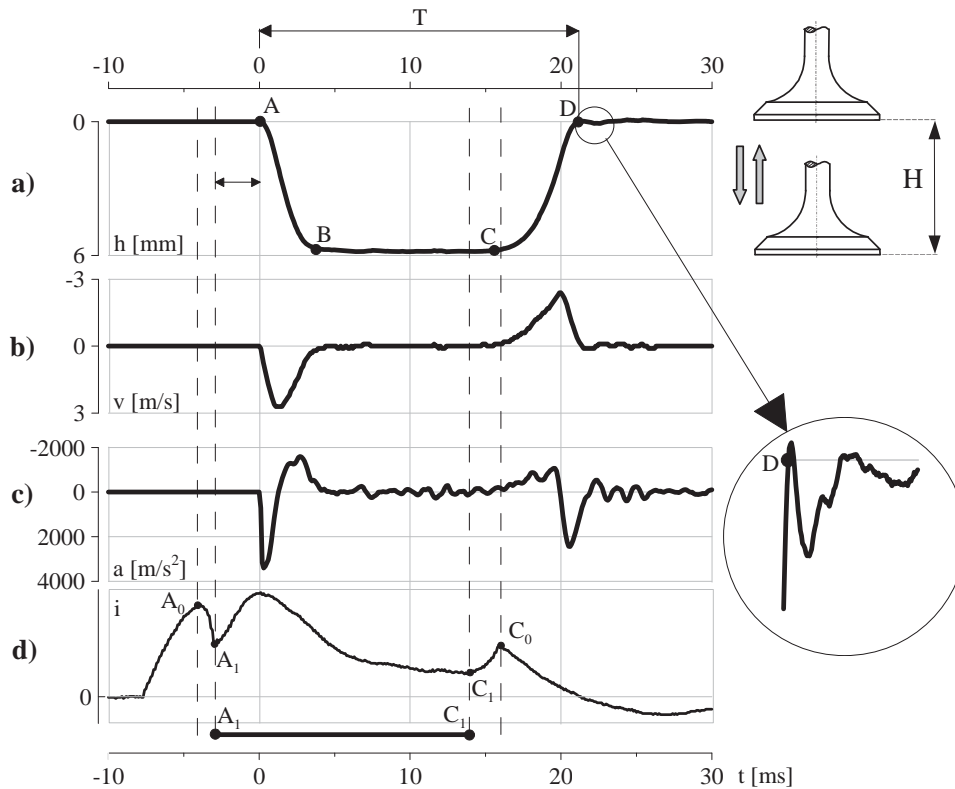 T
-10 0 10 20 30
A D
0
a)
H
B C
h [mm]
6
-3
b)
0
v [m/s]
3
-2000
D
c)
0
2000
a [m/s²]
4000
A₀ i
C₀
d)
A₁
C₁
0
A₁ C₁
-10 0 10 20 30 t [ms]